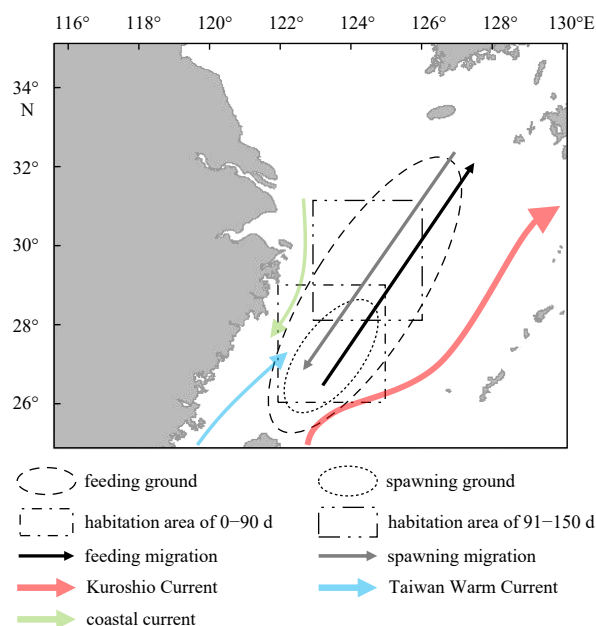 116° 118° 120° 122° 124° 126° 128° 130°E
34°
N
32°
30°
28°
26°
feeding ground spawning ground
habitation area of 0−90 d habitation area of 91−150 d
feeding migration spawning migration
Kuroshio Current Taiwan Warm Current
coastal current